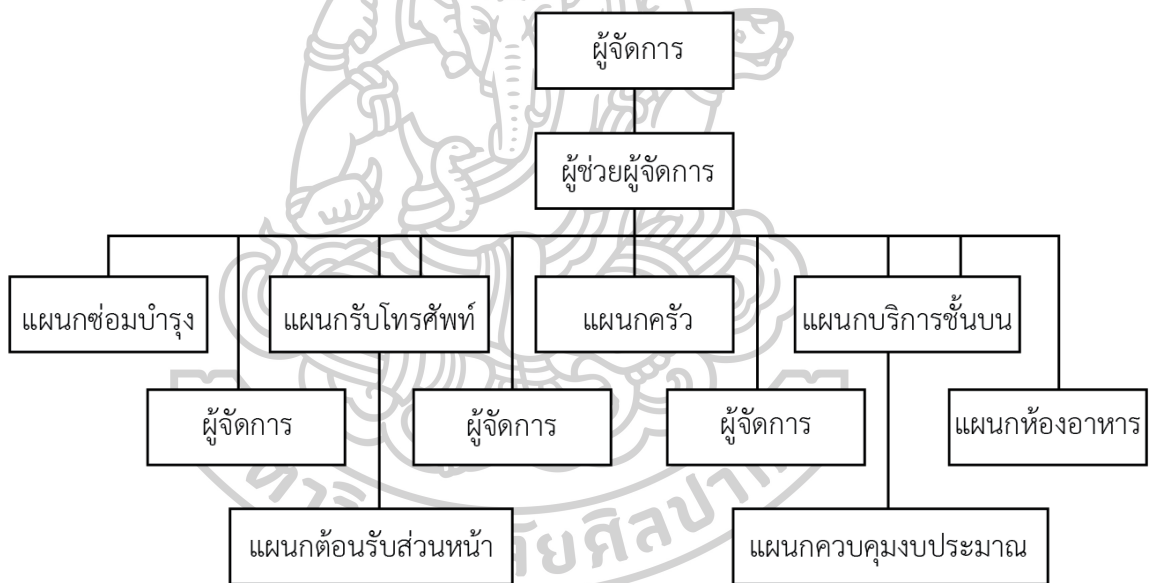 ผู้จัดการ
ผู้ช่วยผู้จัดการ
แผนกซ่อมบำรุง
แผนกรับโทรศัพท์
แผนกครัว
แผนกบริการชั้นบน
ผู้จัดการ
ผู้จัดการ
ผู้จัดการ
แผนกห้องอาหาร
แผนกต้อนรับส่วนหน้า
แผนกควบคุมงบประมาณ